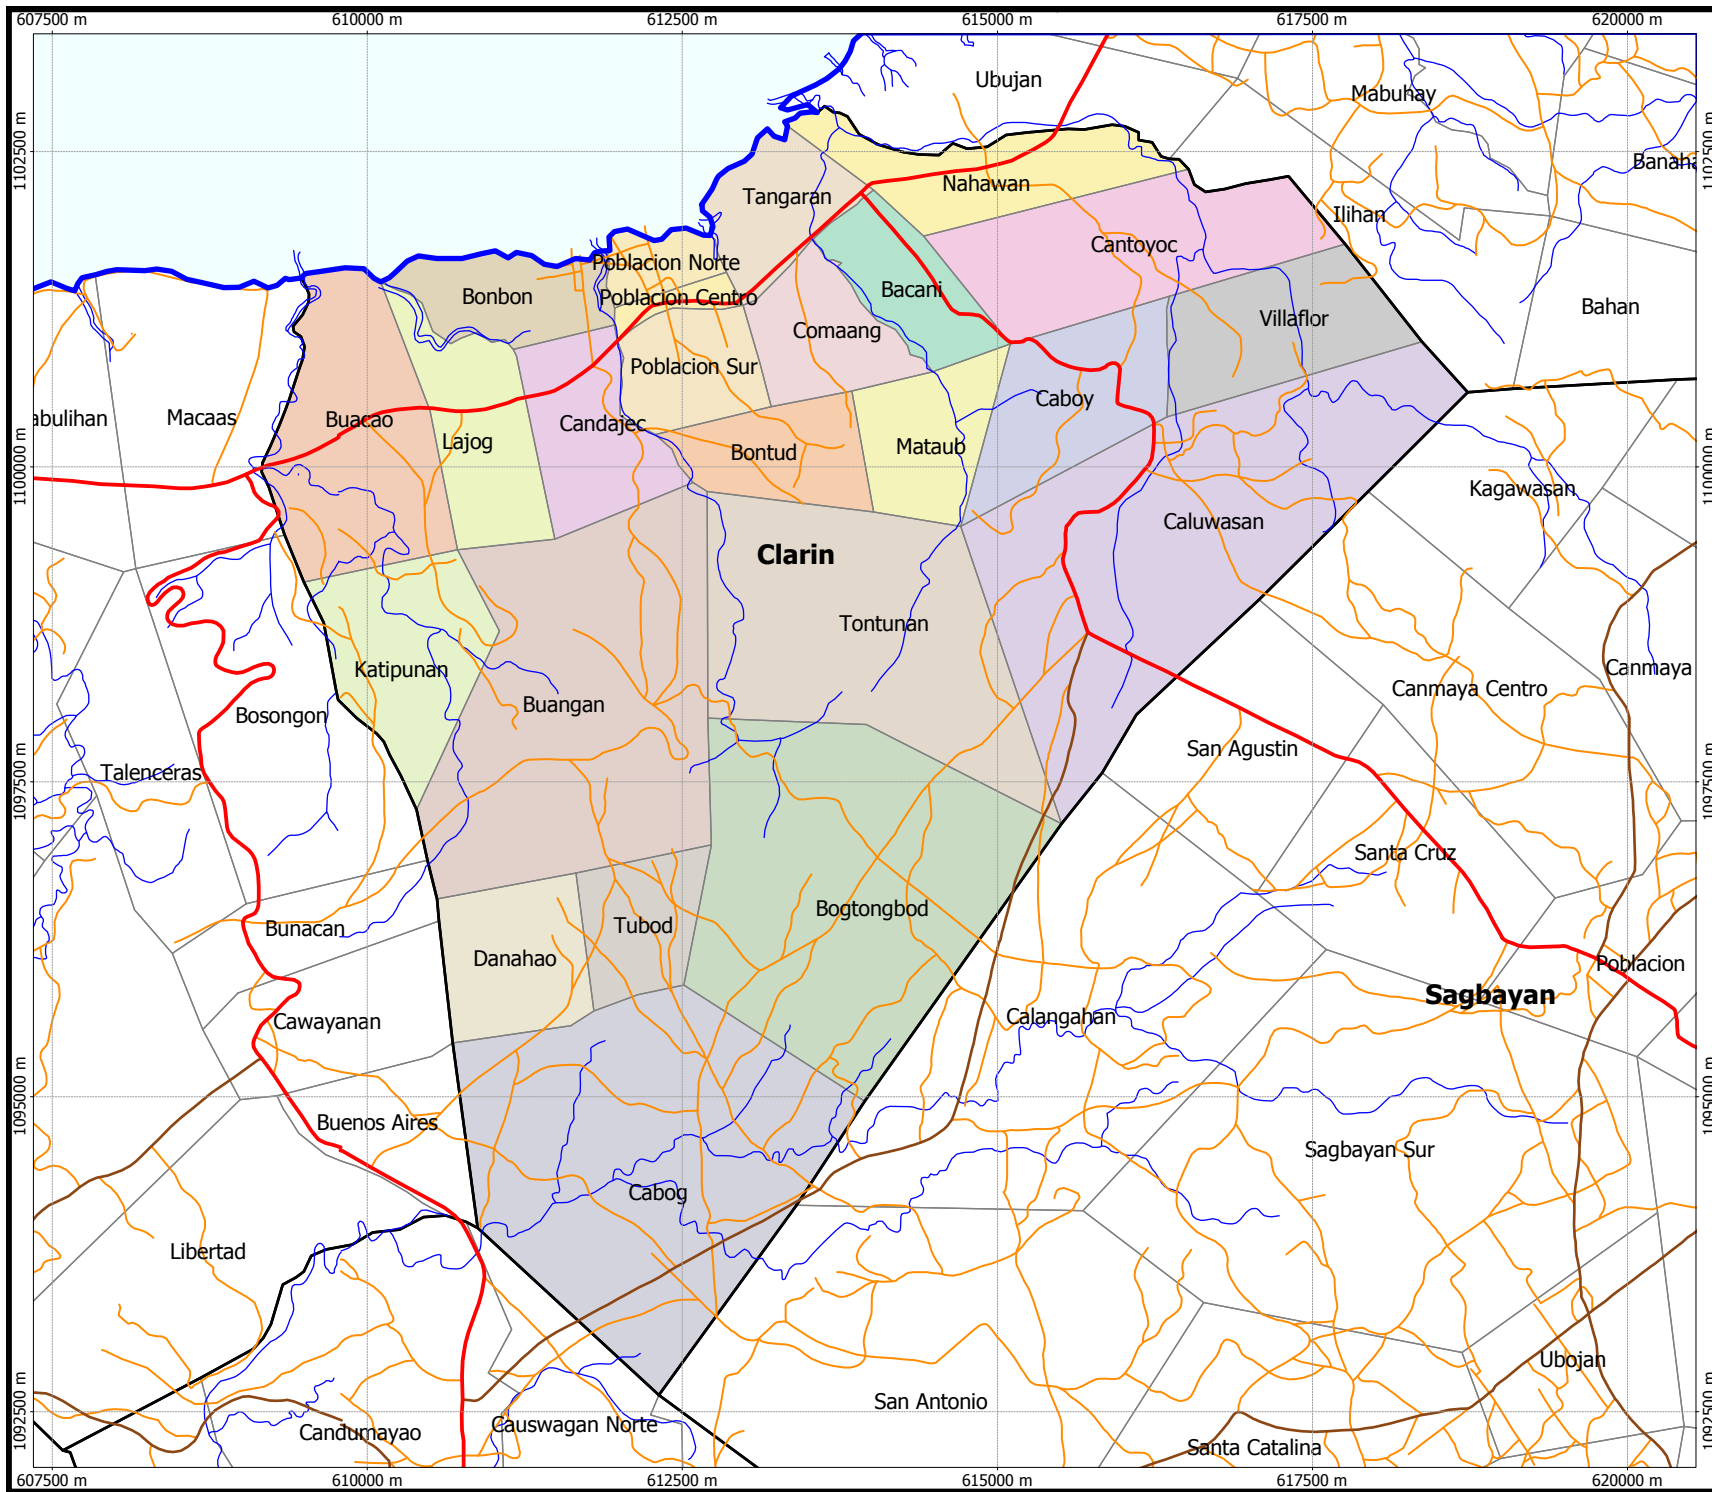 607500 m
610000 m
612500 m
615000 m
617500 m
620000 m
Ubujan
Mabuhay
1102500 m
1102500 m
Banaha
Nahawan
Tangaran
Ilihan
Cantoyoc
Poblacion Norte
Bacani
Bonbon
Poblacion Centro
Bahan
Villaflor
Comaang
Poblacion Sur
Caboy
abulihan
Macaas
Buacao
Candajec
Lajog
Mataub
Bontud
1100000 m
1100000 m
Kagawasan
Caluwasan
Clarin
Tontunan
Katipunan
Canmaya
Canmaya Centro
Buangan
Bosongon
San Agustin
Talenceras
1097500 m
1097500 m
Santa Cruz
Bogtongbod
Tubod
Bunacan
Danahao
Poblacion
Sagbayan
Calangahan
Cawayanan
1095000 m
1095000 m
Buenos Aires
Sagbayan Sur
Cabog
Libertad
Ubojan
San Antonio
1092500 m
1092500 m
Causwagan Norte
Candumayao
Santa Catalina
607500 m
610000 m
612500 m
615000 m
617500 m
620000 m